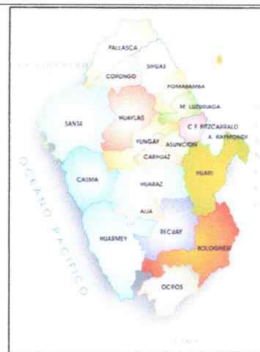 PALLASCA
SIHUAS
CORONGO
POMABAMBA
M. LUZURIAGA
HUAYLAS
SANTA
C.F. FITZCARRALD
A. RAYMONDI
YUNGAY
ASUNCION
CARHUAZ
CASMA
HUARAZ
HUARI
OCEANO PACIFICO
AIJA
HUARMEY
RECUAY
BOLOGNESI
OCROS